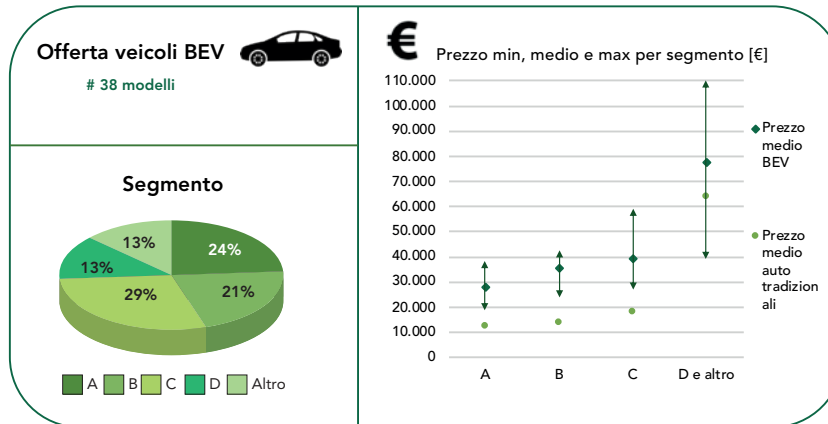 Offerta veicoli BEV
# 38 modelli
Segmento
13%
24%
13%
29%
21%
A B C D Altro
€
Prezzo min, medio e max per segmento [€]
110.000
100.000
90.000
80.000
70.000
60.000
50.000
40.000
30.000
20.000
10.000
0
A B C D e altro
Prezzo
medio
BEV
Prezzo
medio
auto
tradizion
ali